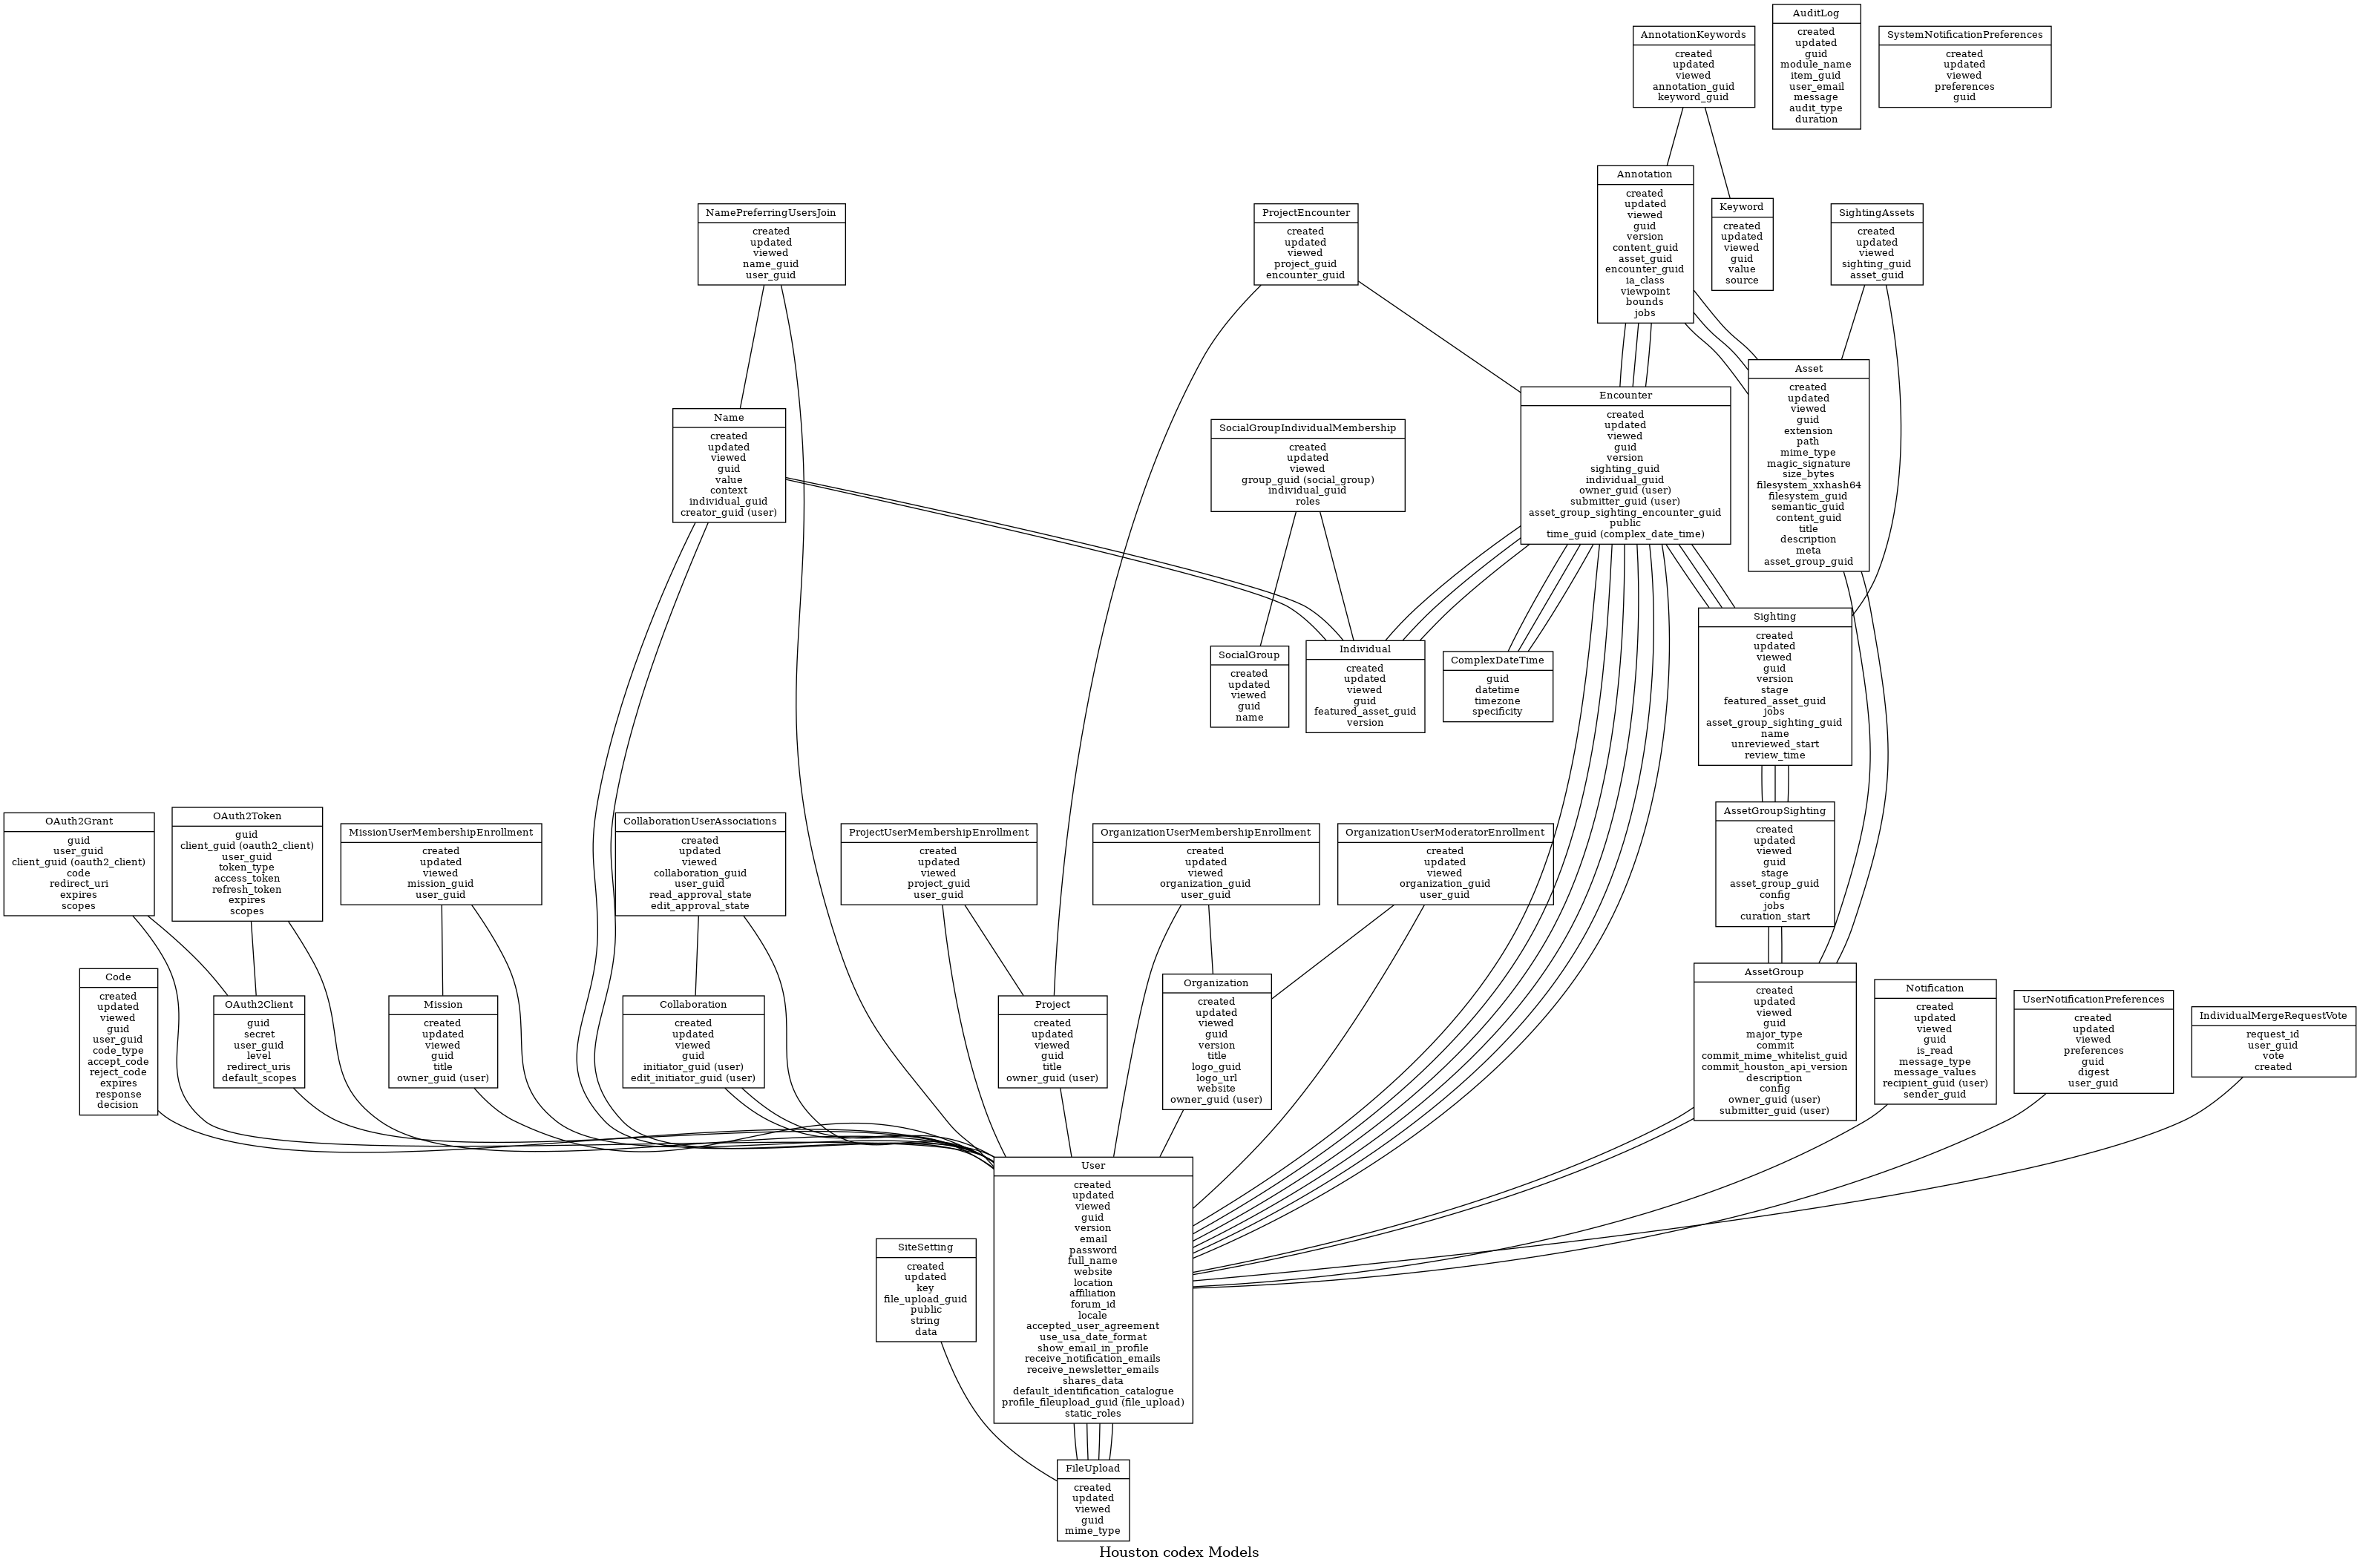 AuditLog
created
updated
guid
module_name
item_guid
user_email
message
audit_type
duration
AnnotationKeywords
created
updated
viewed
annotation_guid
keyword_guid
SystemNotificationPreferences
created
updated
viewed
preferences
guid
Annotation
created
updated
viewed
guid
version
content_guid
asset_guid
encounter_guid
ia_class
viewpoint
bounds
jobs
Keyword
created
updated
viewed
guid
value
source
NamePreferringUsersJoin
created
updated
viewed
name_guid
user_guid
ProjectEncounter
created
updated
viewed
project_guid
encounter_guid
SightingAssets
created
updated
viewed
sighting_guid
asset_guid
Asset
created
updated
viewed
guid
extension
path
mime_type
magic_signature
size_bytes
filesystem_xxhash64
filesystem_guid
semantic_guid
content_guid
title
description
meta
asset_group_guid
Encounter
created
updated
viewed
guid
version
sighting_guid
individual_guid
owner_guid (user)
submitter_guid (user)
asset_group_sighting_encounter_guid
public
time_guid (complex_date_time)
Name
created
updated
viewed
guid
value
context
individual_guid
creator_guid (user)
SocialGroupIndividualMembership
created
updated
viewed
group_guid (social_group)
individual_guid
roles
Sighting
created
updated
viewed
guid
version
stage
featured_asset_guid
jobs
asset_group_sighting_guid
name
unreviewed_start
review_time
SocialGroup
created
updated
viewed
guid
name
Individual
created
updated
viewed
guid
featured_asset_guid
version
ComplexDateTime
guid
datetime
timezone
specificity
OAuth2Grant
guid
user_guid
client_guid (oauth2_client)
code
redirect_uri
expires
scopes
OAuth2Token
guid
client_guid (oauth2_client)
user_guid
token_type
access_token
refresh_token
expires
scopes
MissionUserMembershipEnrollment
created
updated
viewed
mission_guid
user_guid
CollaborationUserAssociations
created
updated
viewed
collaboration_guid
user_guid
read_approval_state
edit_approval_state
ProjectUserMembershipEnrollment
created
updated
viewed
project_guid
user_guid
OrganizationUserMembershipEnrollment
created
updated
viewed
organization_guid
user_guid
OrganizationUserModeratorEnrollment
created
updated
viewed
organization_guid
user_guid
AssetGroupSighting
created
updated
viewed
guid
stage
asset_group_guid
config
jobs
curation_start
Code
created
updated
viewed
guid
user_guid
code_type
accept_code
reject_code
expires
response
decision
OAuth2Client
guid
secret
user_guid
level
redirect_uris
default_scopes
Mission
created
updated
viewed
guid
title
owner_guid (user)
Collaboration
created
updated
viewed
guid
initiator_guid (user)
edit_initiator_guid (user)
Project
created
updated
viewed
guid
title
owner_guid (user)
Organization
created
updated
viewed
guid
version
title
logo_guid
logo_url
website
owner_guid (user)
AssetGroup
created
updated
viewed
guid
major_type
commit
commit_mime_whitelist_guid
commit_houston_api_version
description
config
owner_guid (user)
submitter_guid (user)
Notification
created
updated
viewed
guid
is_read
message_type
message_values
recipient_guid (user)
sender_guid
UserNotificationPreferences
created
updated
viewed
preferences
guid
digest
user_guid
IndividualMergeRequestVote
request_id
user_guid
vote
created
User
created
updated
viewed
guid
version
email
password
full_name
website
location
affiliation
forum_id
locale
accepted_user_agreement
use_usa_date_format
show_email_in_profile
receive_notification_emails
receive_newsletter_emails
shares_data
default_identification_catalogue
profile_fileupload_guid (file_upload)
static_roles
SiteSetting
created
updated
key
file_upload_guid
public
string
data
FileUpload
created
updated
viewed
guid
mime_type
Houston codex Models